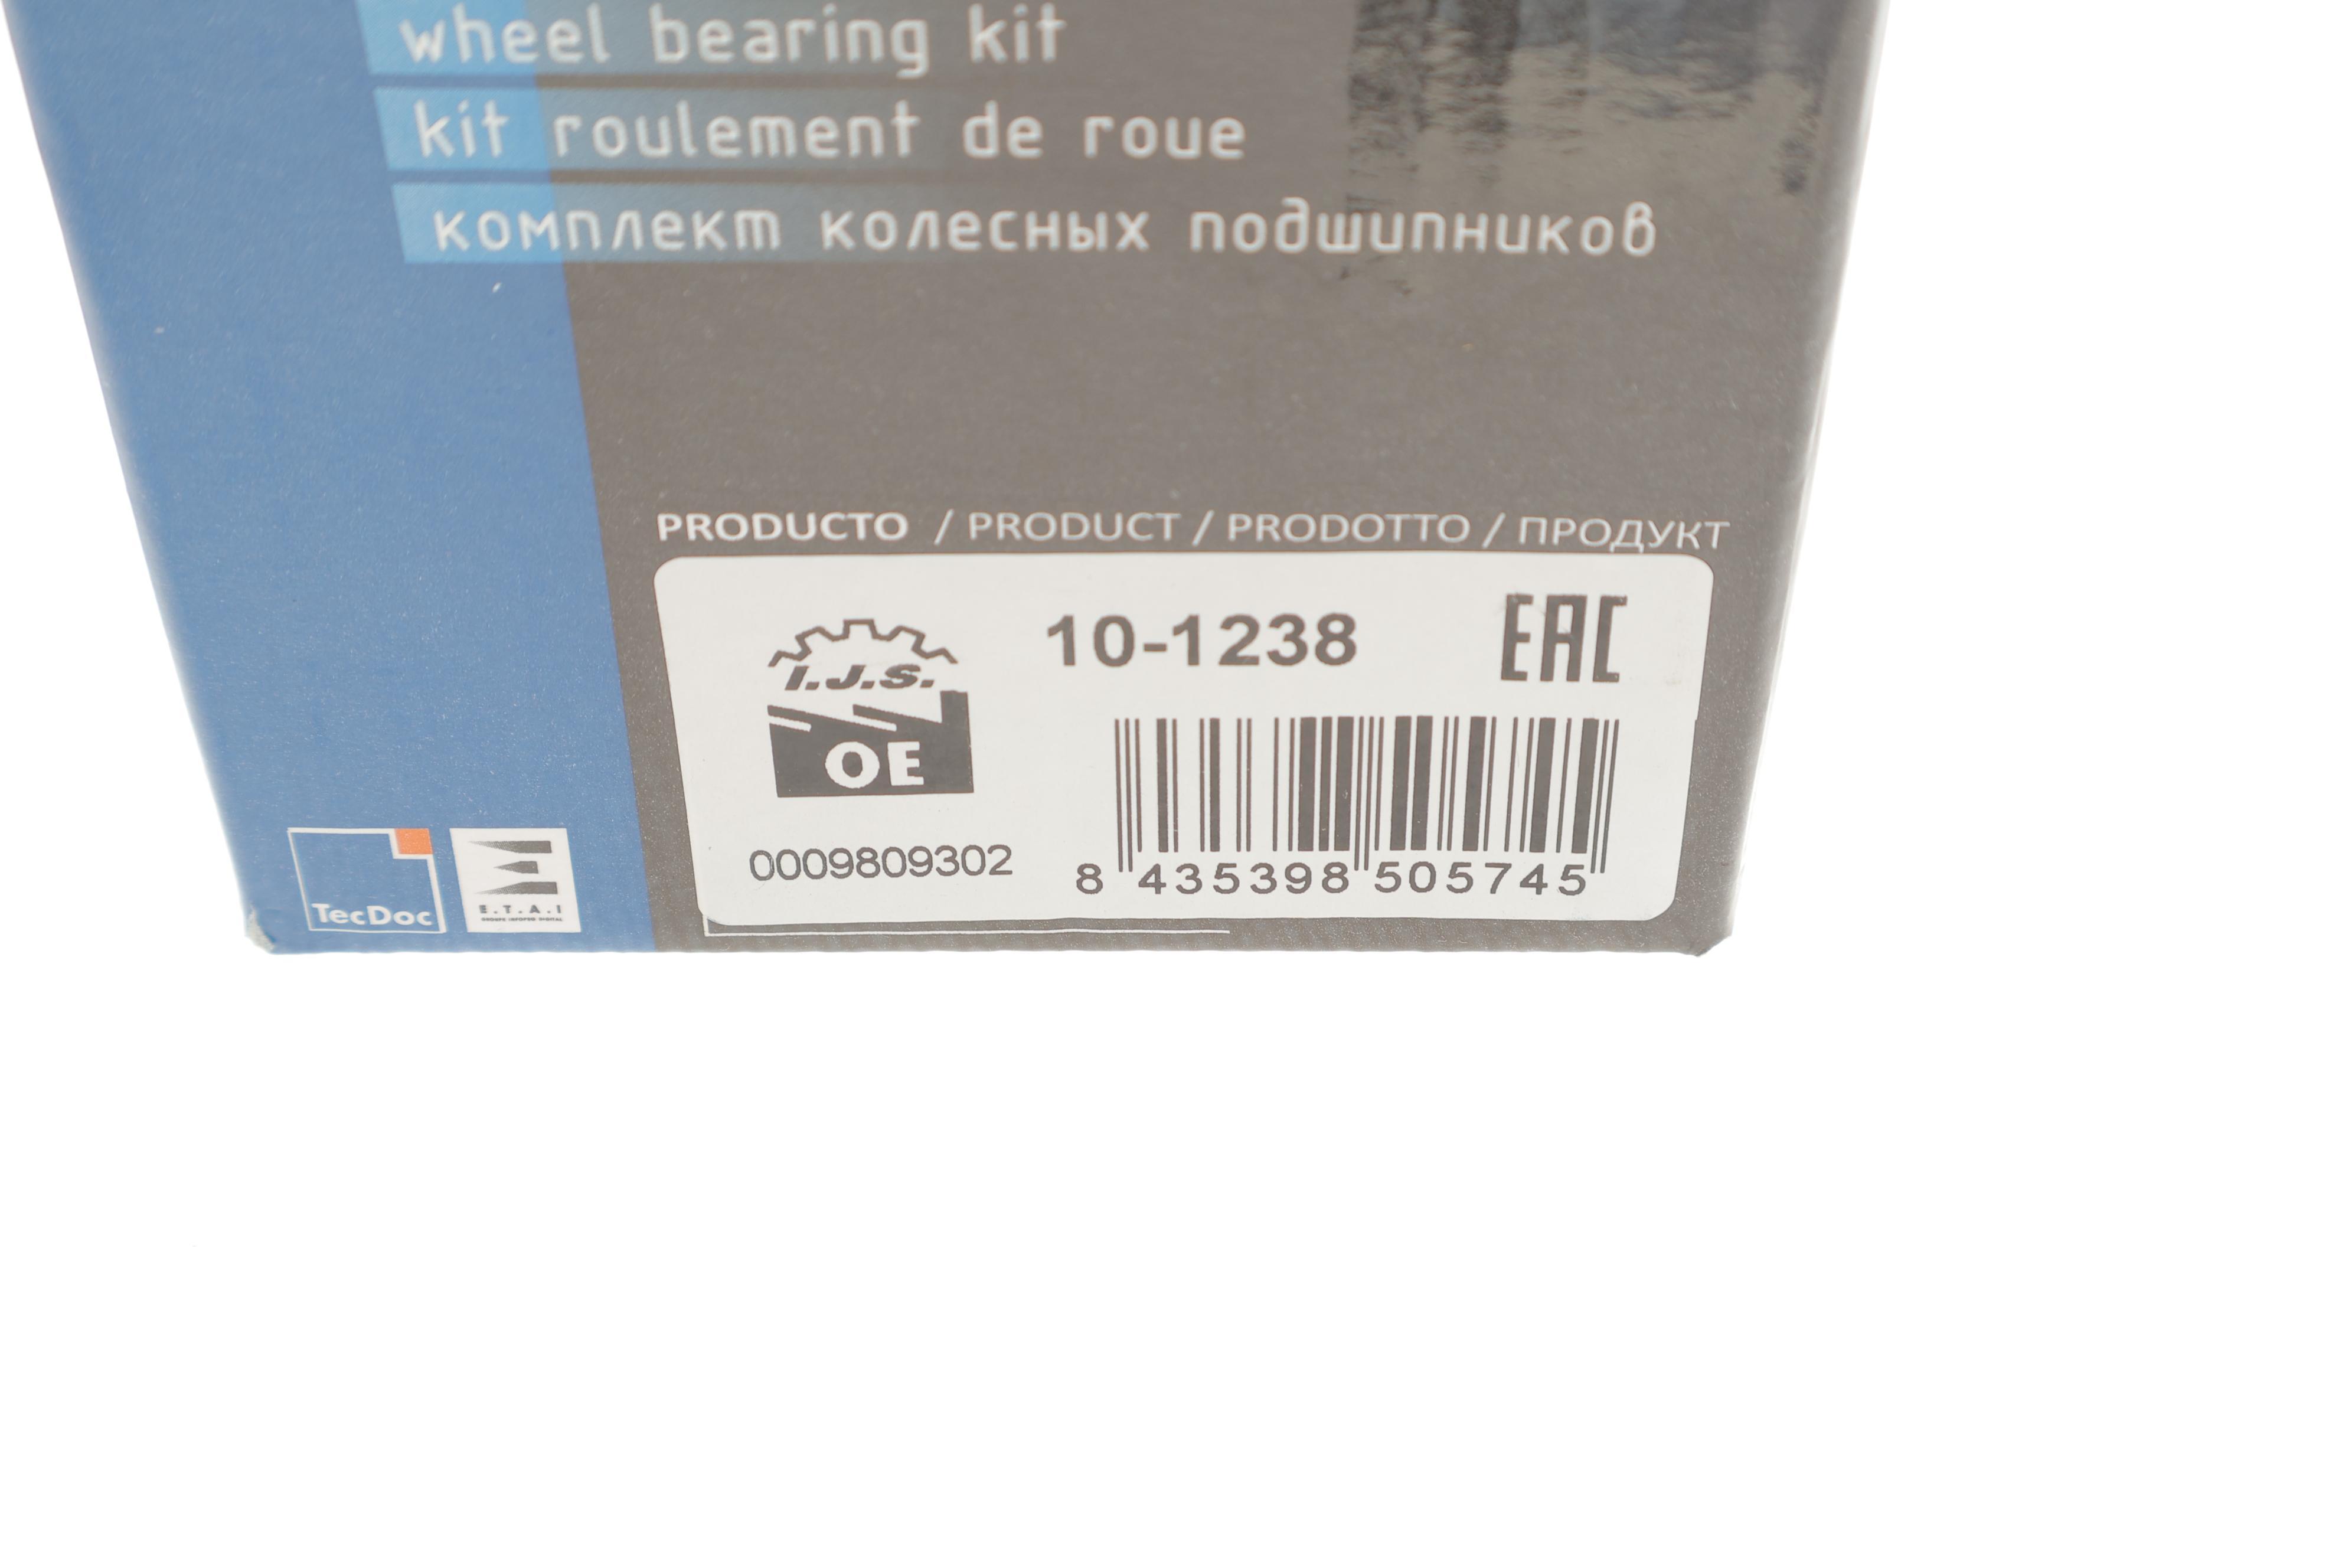 wheel bearing kit
kit roulement de roue
комплект колесных подшипников
PRODUCTO / PRODUCT / PRODOTTO / ПРОДУКТ
I.J.S.
OE
10-1238
EAC
0009809302
8 435398 505745
TecDoc
E.T.A.I